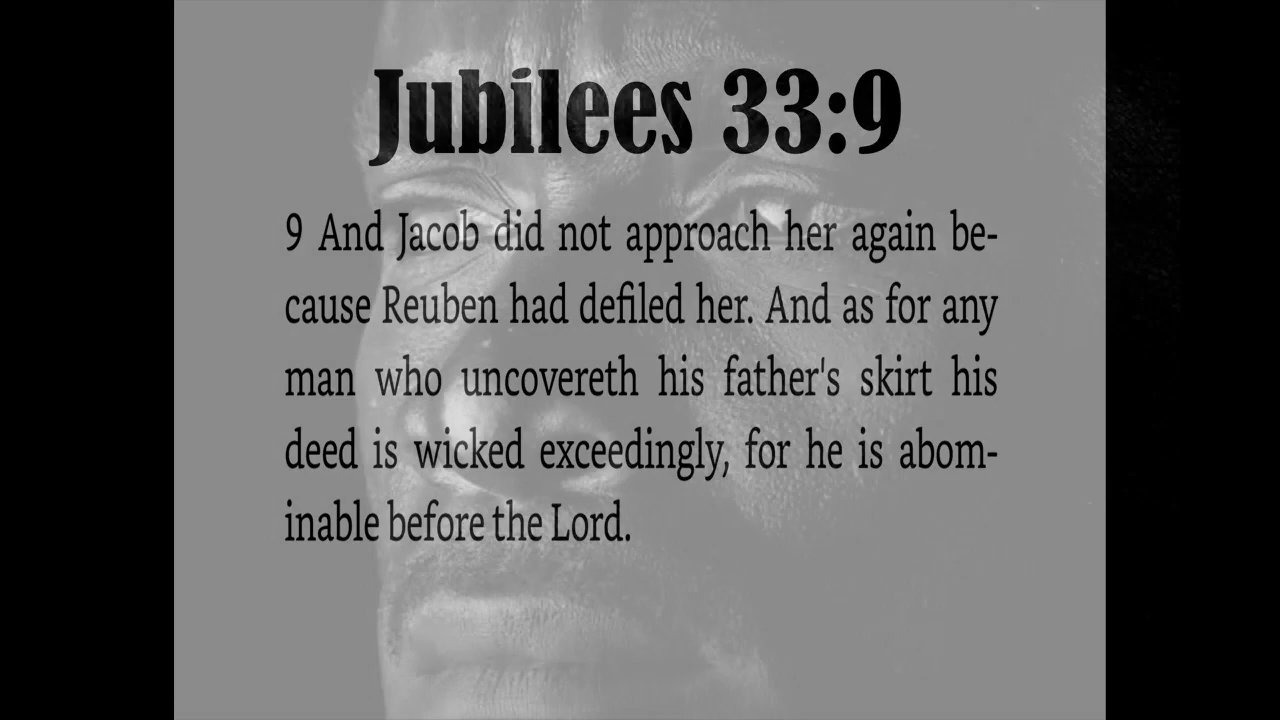 Jubilees 33:9
9 And Jacob did not approach her again be-
cause Reuben had defiled her. And as for any
man who uncovereth his father's skirt his
deed is wicked exceedingly, for he is abom-
inable before the Lord.